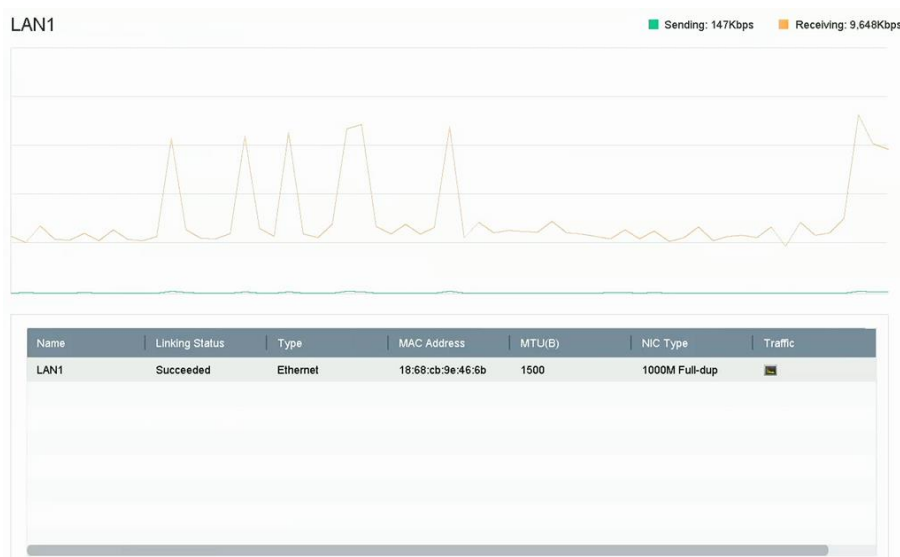 LAN1
Sending: 147Kbps Receiving: 9,648Kbps
Name Linking Status Type MAC Address MTU(B) NIC Type Traffic
LAN1 Succeeded Ethernet 18:68:cb:9e:46:6b 1500 1000M Full-dup